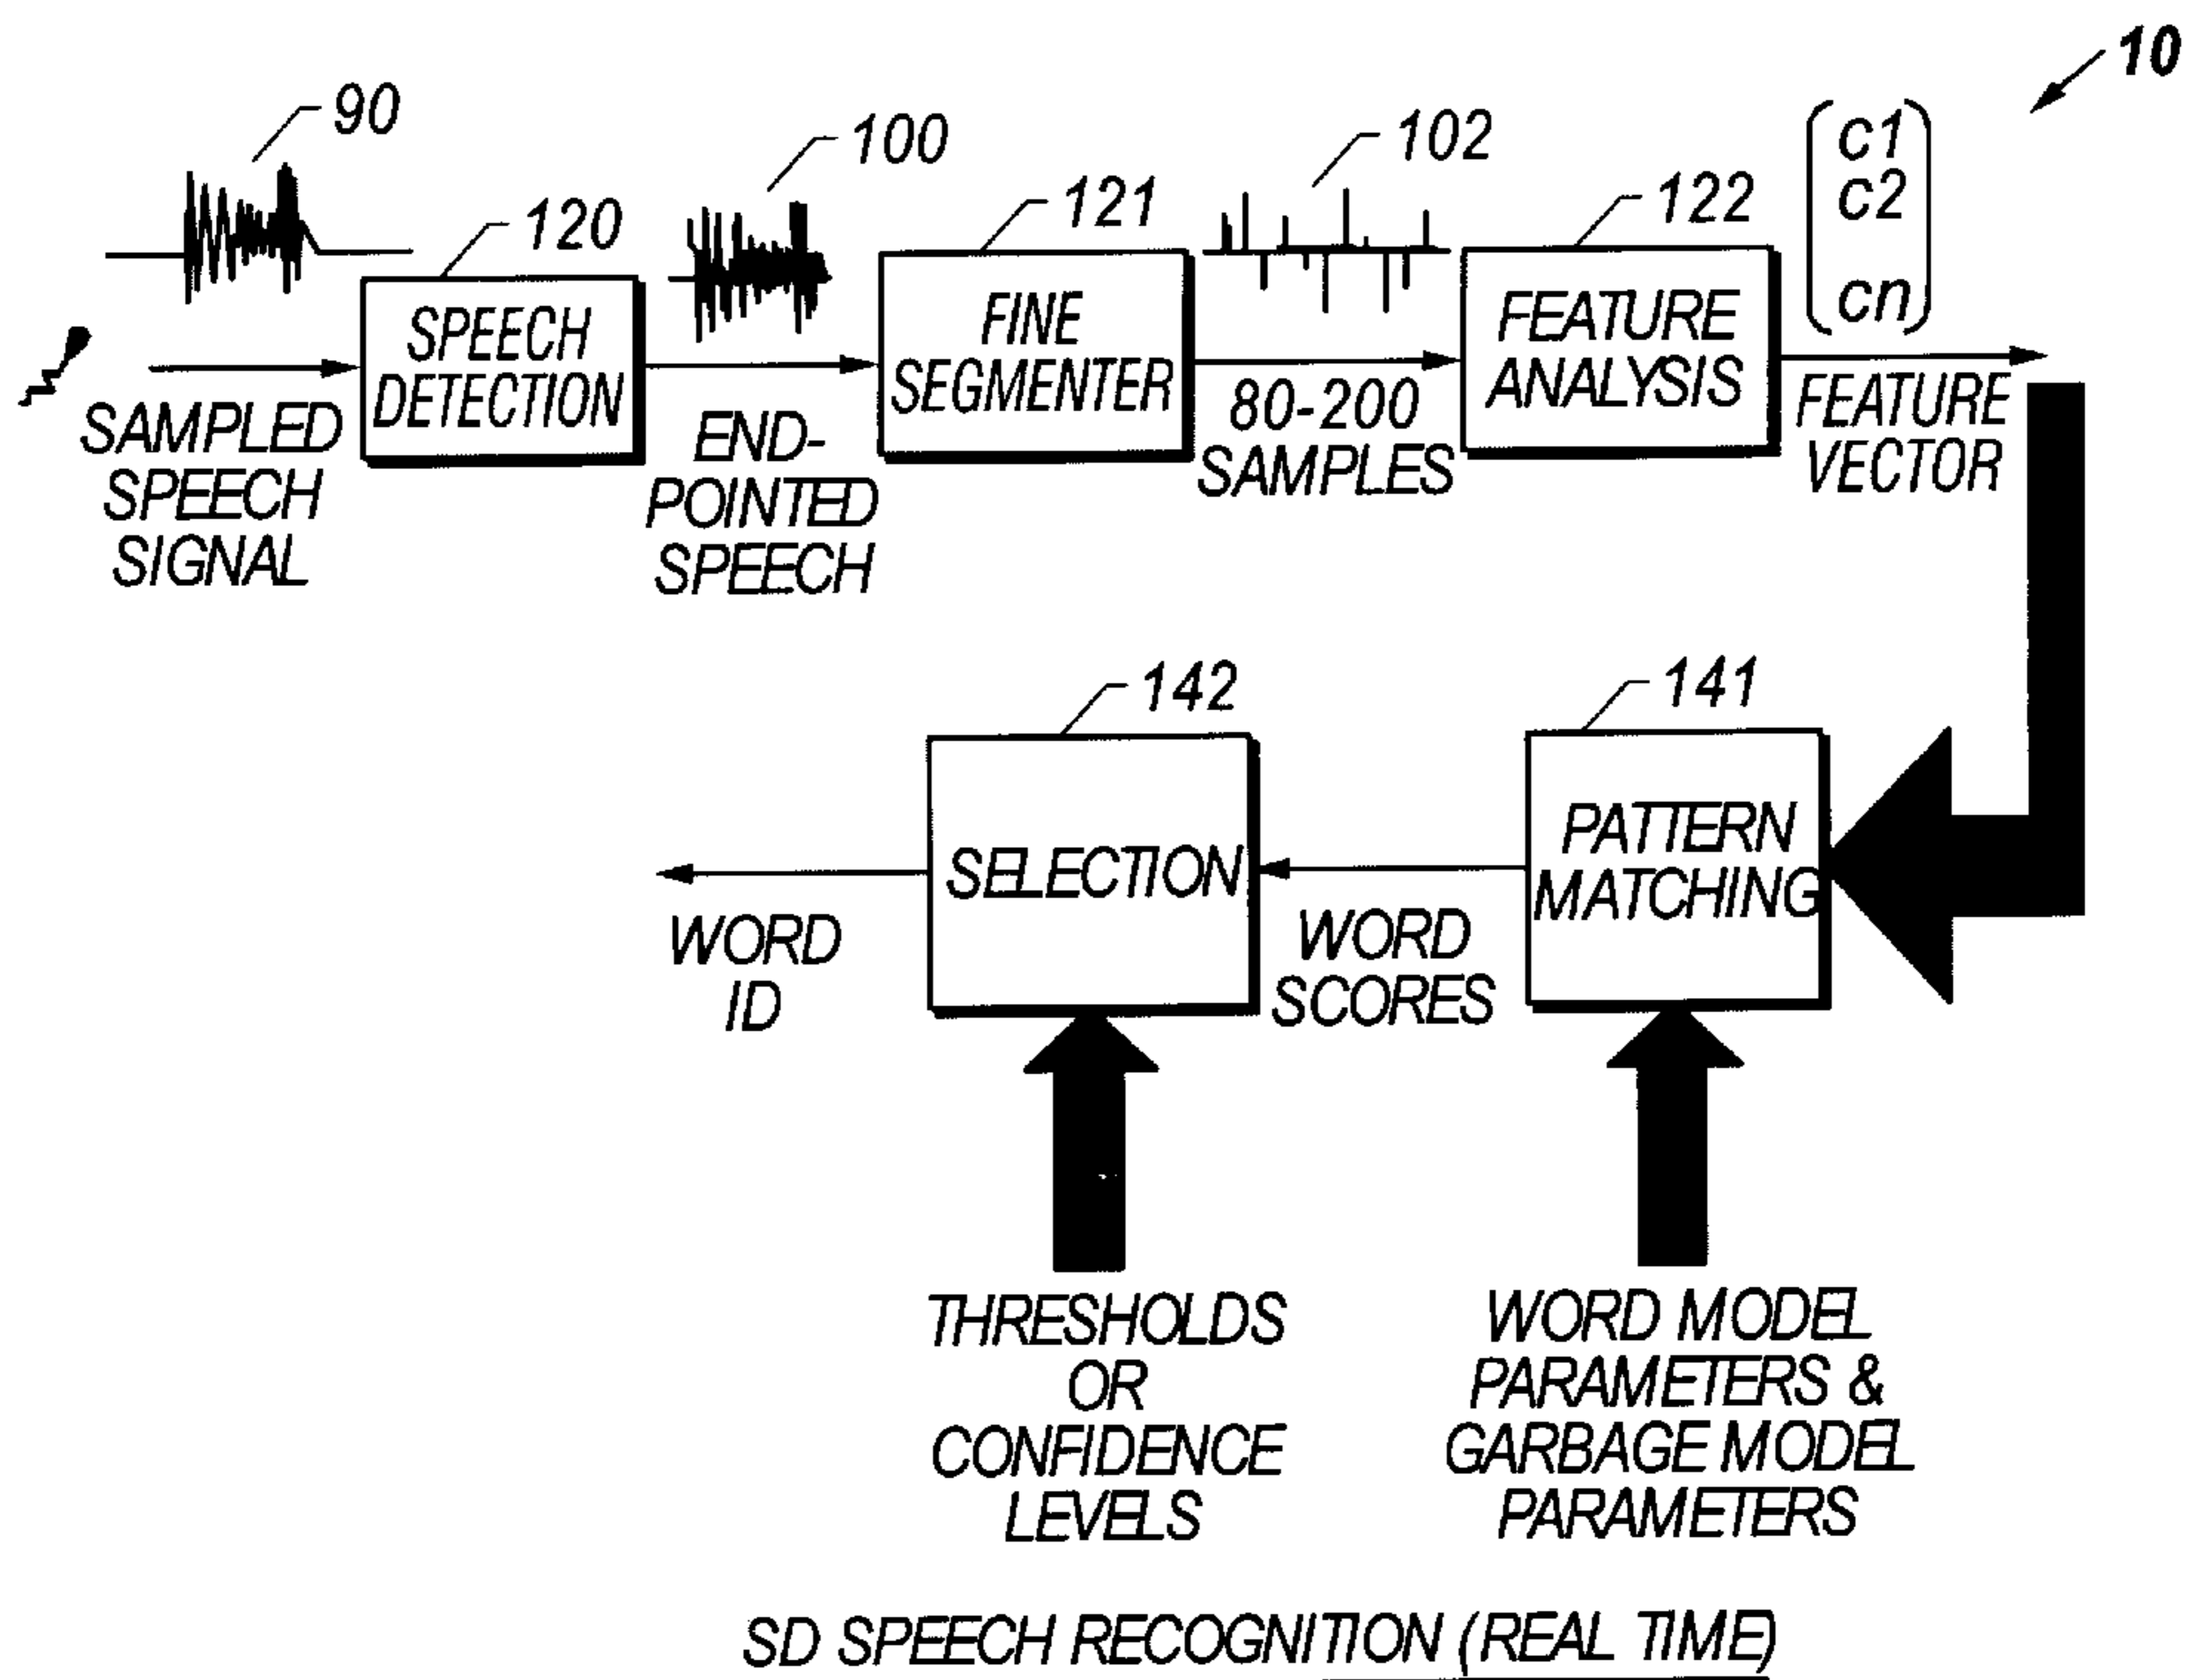 10
90
100
102
c1
c2
cn
120
121
122
SPEECH
DETECTION
FINE
SEGMENTER
FEATURE
ANALYSIS
SAMPLED
SPEECH
SIGNAL
END-
POINTED
SPEECH
80-200
SAMPLES
FEATURE
VECTOR
142
141
SELECTION
PATTERN
MATCHING
WORD
ID
WORD
SCORES
THRESHOLDS
OR
CONFIDENCE
LEVELS
WORD MODEL
PARAMETERS &
GARBAGE MODEL
PARAMETERS
SD SPEECH RECOGNITION (REAL TIME)